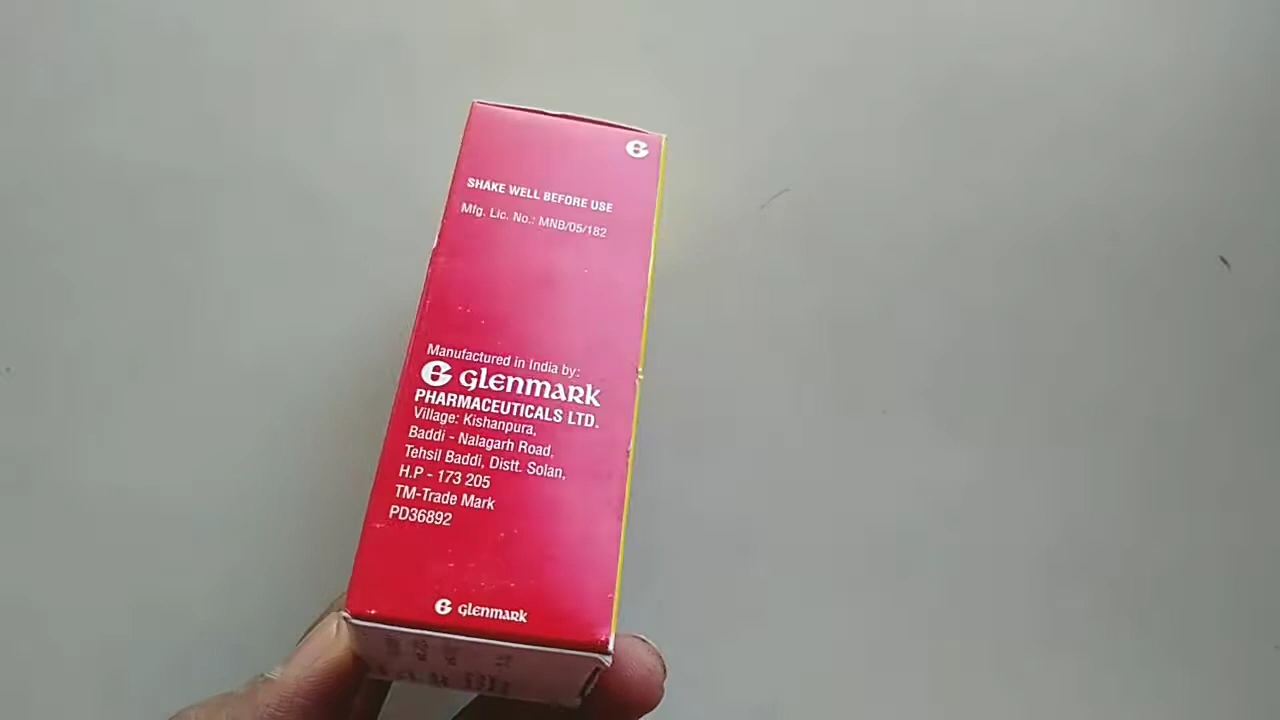 SHAKE WELL BEFORE USE
Mfg. Lic. No.: MNB/05/182
Manufactured in India by:
Glenmark
PHARMACEUTICALS LTD.
Village: Kishanpura,
Baddi - Nalagarh Road,
Tehsil Baddi, Distt. Solan,
H.P - 173 205
TM-Trade Mark
PD36892
Glenmark